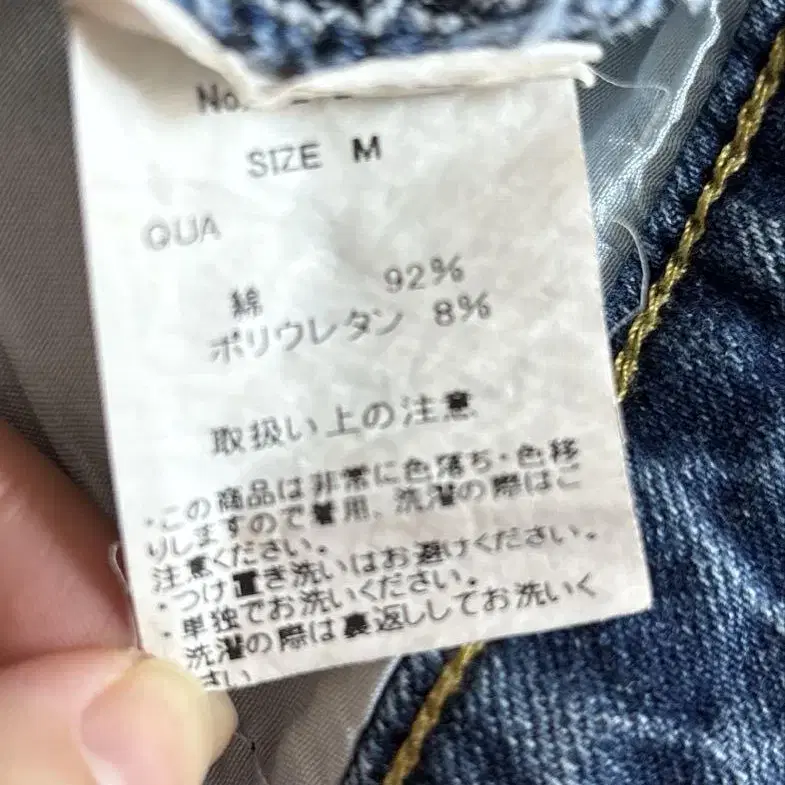 No.
SIZE M
QUA
綿 92%
ポリウレタン 8%
取扱い上の注意
・この商品は非常に色落ち・色移
りしますので着用、洗濯の際はご
注意ください。
・つけ置き洗いはお避けください。
・単独でお洗いください。
洗濯の際は裏返ししてお洗いく
さい